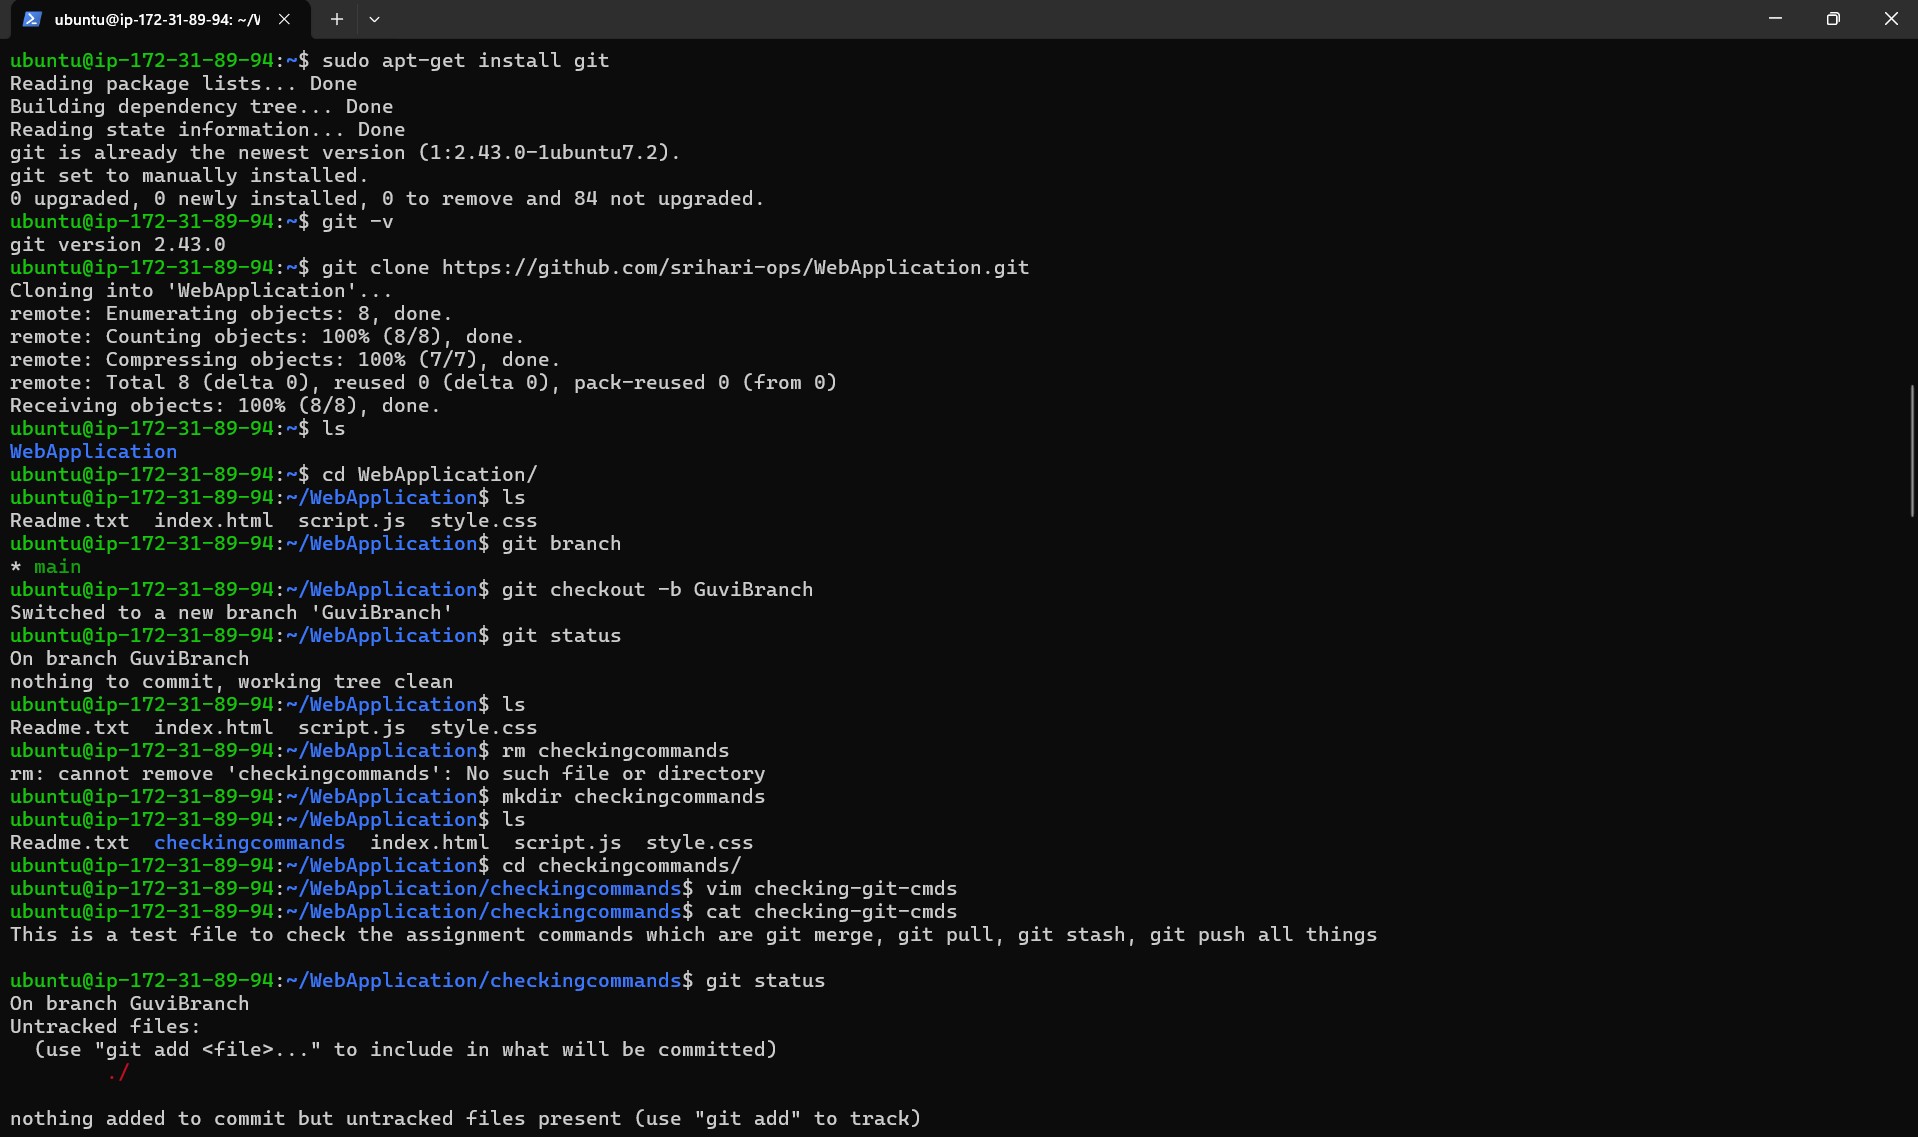 ubuntu@ip-172-31-89-94: ~/W
ubuntu@ip-172-31-89-94:~$ sudo apt-get install git
Reading package lists... Done
Building dependency tree... Done
Reading state information... Done
git is already the newest version (1:2.43.0-1ubuntu7.2).
git set to manually installed.
0 upgraded, 0 newly installed, 0 to remove and 84 not upgraded.
ubuntu@ip-172-31-89-94:~$ git -v
git version 2.43.0
ubuntu@ip-172-31-89-94:~$ git clone https://github.com/srihari-ops/WebApplication.git
Cloning into 'WebApplication'...
remote: Enumerating objects: 8, done.
remote: Counting objects: 100% (8/8), done.
remote: Compressing objects: 100% (7/7), done.
remote: Total 8 (delta 0), reused 0 (delta 0), pack-reused 0 (from 0)
Receiving objects: 100% (8/8), done.
ubuntu@ip-172-31-89-94:~$ ls
WebApplication
ubuntu@ip-172-31-89-94:~$ cd WebApplication/
ubuntu@ip-172-31-89-94:~/WebApplication$ ls
Readme.txt  index.html  script.js  style.css
ubuntu@ip-172-31-89-94:~/WebApplication$ git branch
* main
ubuntu@ip-172-31-89-94:~/WebApplication$ git checkout -b GuviBranch
Switched to a new branch 'GuviBranch'
ubuntu@ip-172-31-89-94:~/WebApplication$ git status
On branch GuviBranch
nothing to commit, working tree clean
ubuntu@ip-172-31-89-94:~/WebApplication$ ls
Readme.txt  index.html  script.js  style.css
ubuntu@ip-172-31-89-94:~/WebApplication$ rm checkingcommands
rm: cannot remove 'checkingcommands': No such file or directory
ubuntu@ip-172-31-89-94:~/WebApplication$ mkdir checkingcommands
ubuntu@ip-172-31-89-94:~/WebApplication$ ls
Readme.txt  checkingcommands  index.html  script.js  style.css
ubuntu@ip-172-31-89-94:~/WebApplication$ cd checkingcommands/
ubuntu@ip-172-31-89-94:~/WebApplication/checkingcommands$ vim checking-git-cmds
ubuntu@ip-172-31-89-94:~/WebApplication/checkingcommands$ cat checking-git-cmds
This is a test file to check the assignment commands which are git merge, git pull, git stash, git push all things
ubuntu@ip-172-31-89-94:~/WebApplication/checkingcommands$ git status
On branch GuviBranch
Untracked files:
  (use "git add <file>..." to include in what will be committed)
        ./
nothing added to commit but untracked files present (use "git add" to track)